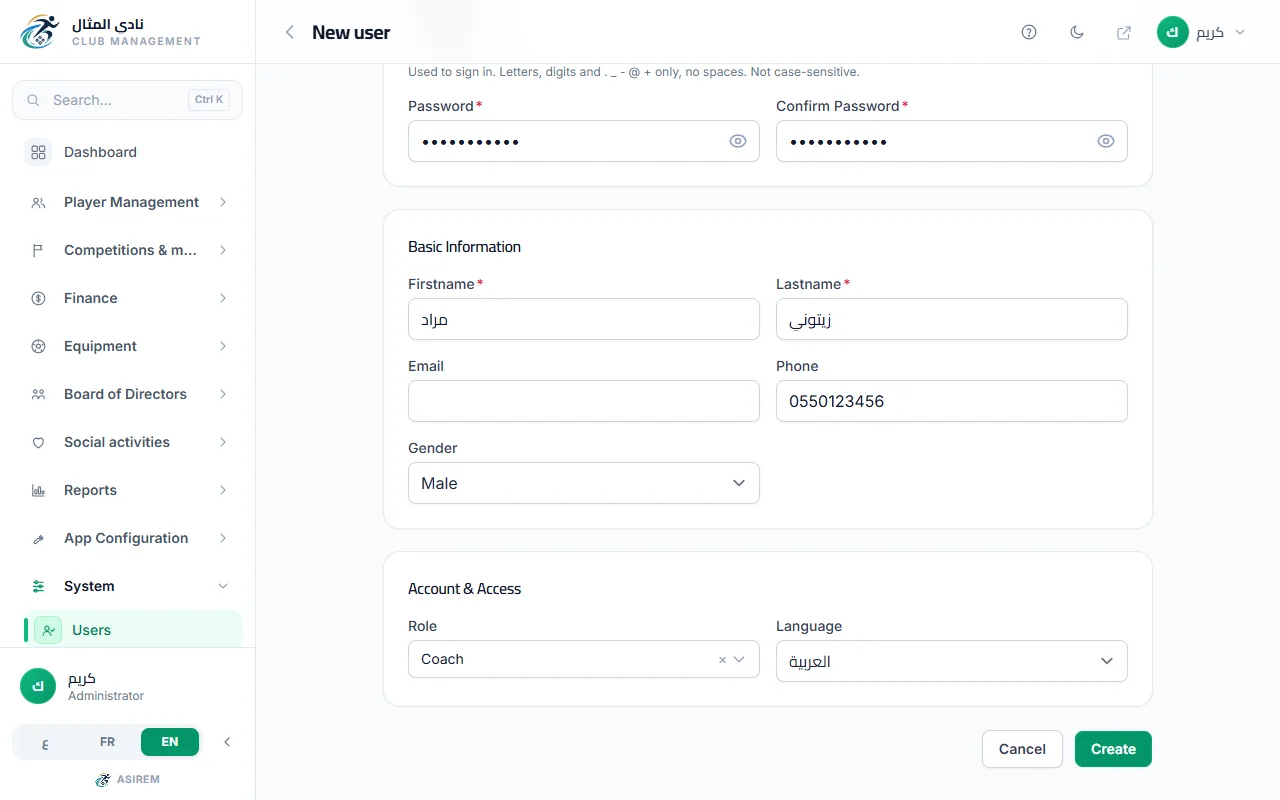 نادي المثال
CLUB MANAGEMENT
New user
كريم
ك
Search...
Ctrl K
Dashboard
Player Management
Competitions & m...
Finance
Equipment
Board of Directors
Social activities
Reports
App Configuration
System
Users
ك
كريم
Administrator
ع
FR
EN
ASIREM
Used to sign in. Letters, digits and . _ - @ + only, no spaces. Not case-sensitive.
Password*
Confirm Password*
•••••••••••
•••••••••••
Basic Information
Firstname*
Lastname*
مراد
زيتوني
Email
Phone
0550123456
Gender
Male
Account & Access
Role
Language
Coach
×
العربية
Cancel
Create